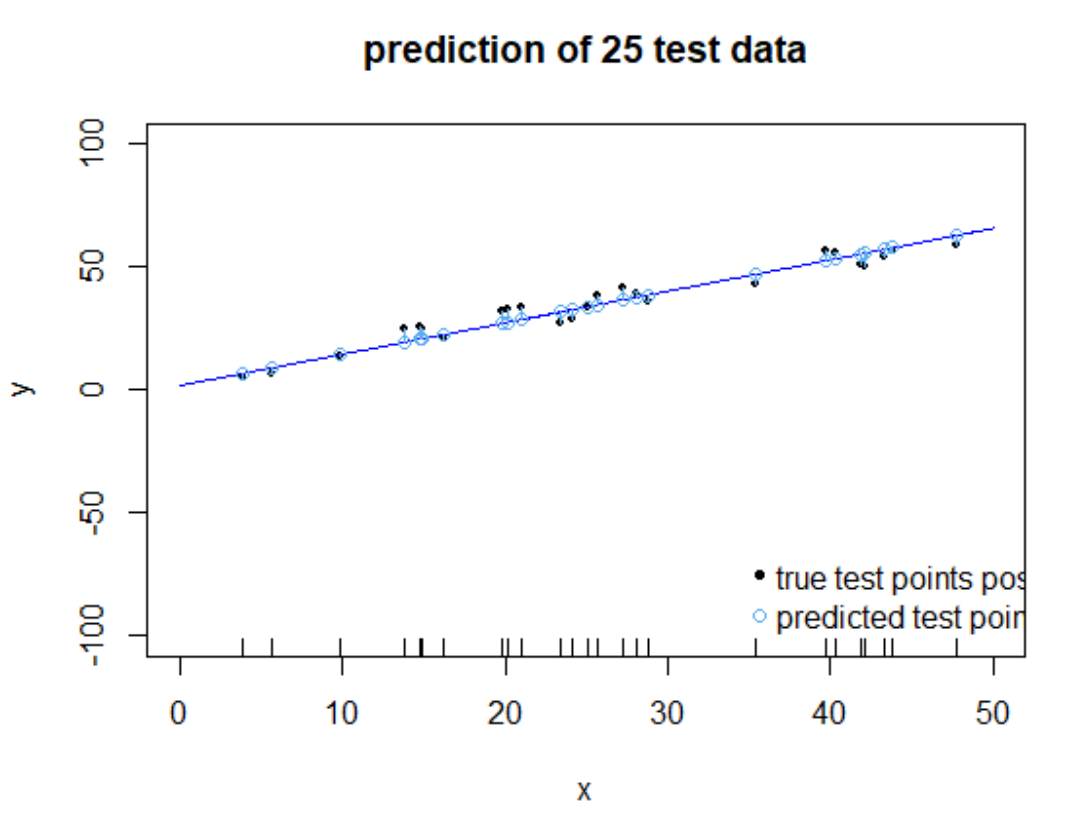 prediction of 25 test data
100
50
0
-50
-100
y
true test points pos
predicted test poin
0 10 20 30 40 50
x